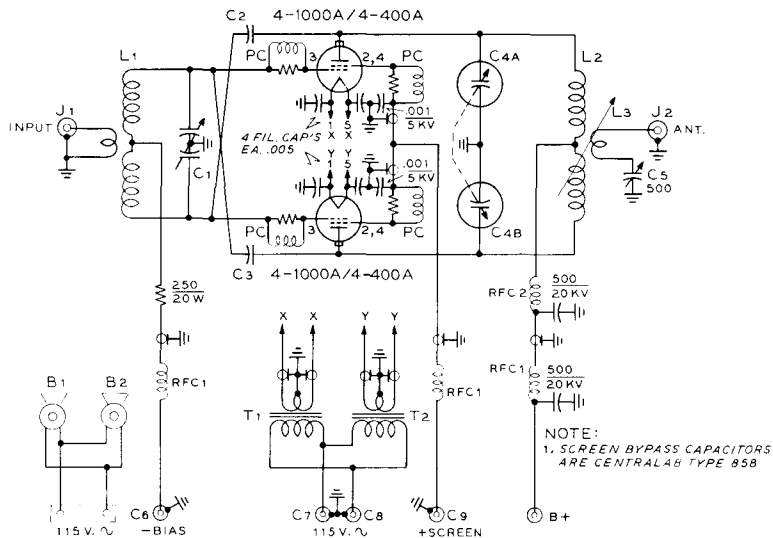 C2
4-1000A/4-400A
L1
PC
3
2,4
PC
C4A
L2
J1
INPUT
L3
J2
ANT.
1 5
X X
.001
5KV
4 FIL. CAP'S
EA. .005
Y Y
1 5
.001
5KV
C1
C5
500
3
2,4
PC
PC
C4B
C3
4-1000A/4-400A
250
20W
RFC2
500
20KV
X X Y Y
B1
B2
RFC1
T1
T2
RFC1
RFC1
500
20KV
NOTE:
1. SCREEN BYPASS CAPACITORS
ARE CENTRALAB TYPE 858
115 V. ∿
C6
-BIAS
C7
C8
115 V. ∿
C9
+SCREEN
B+